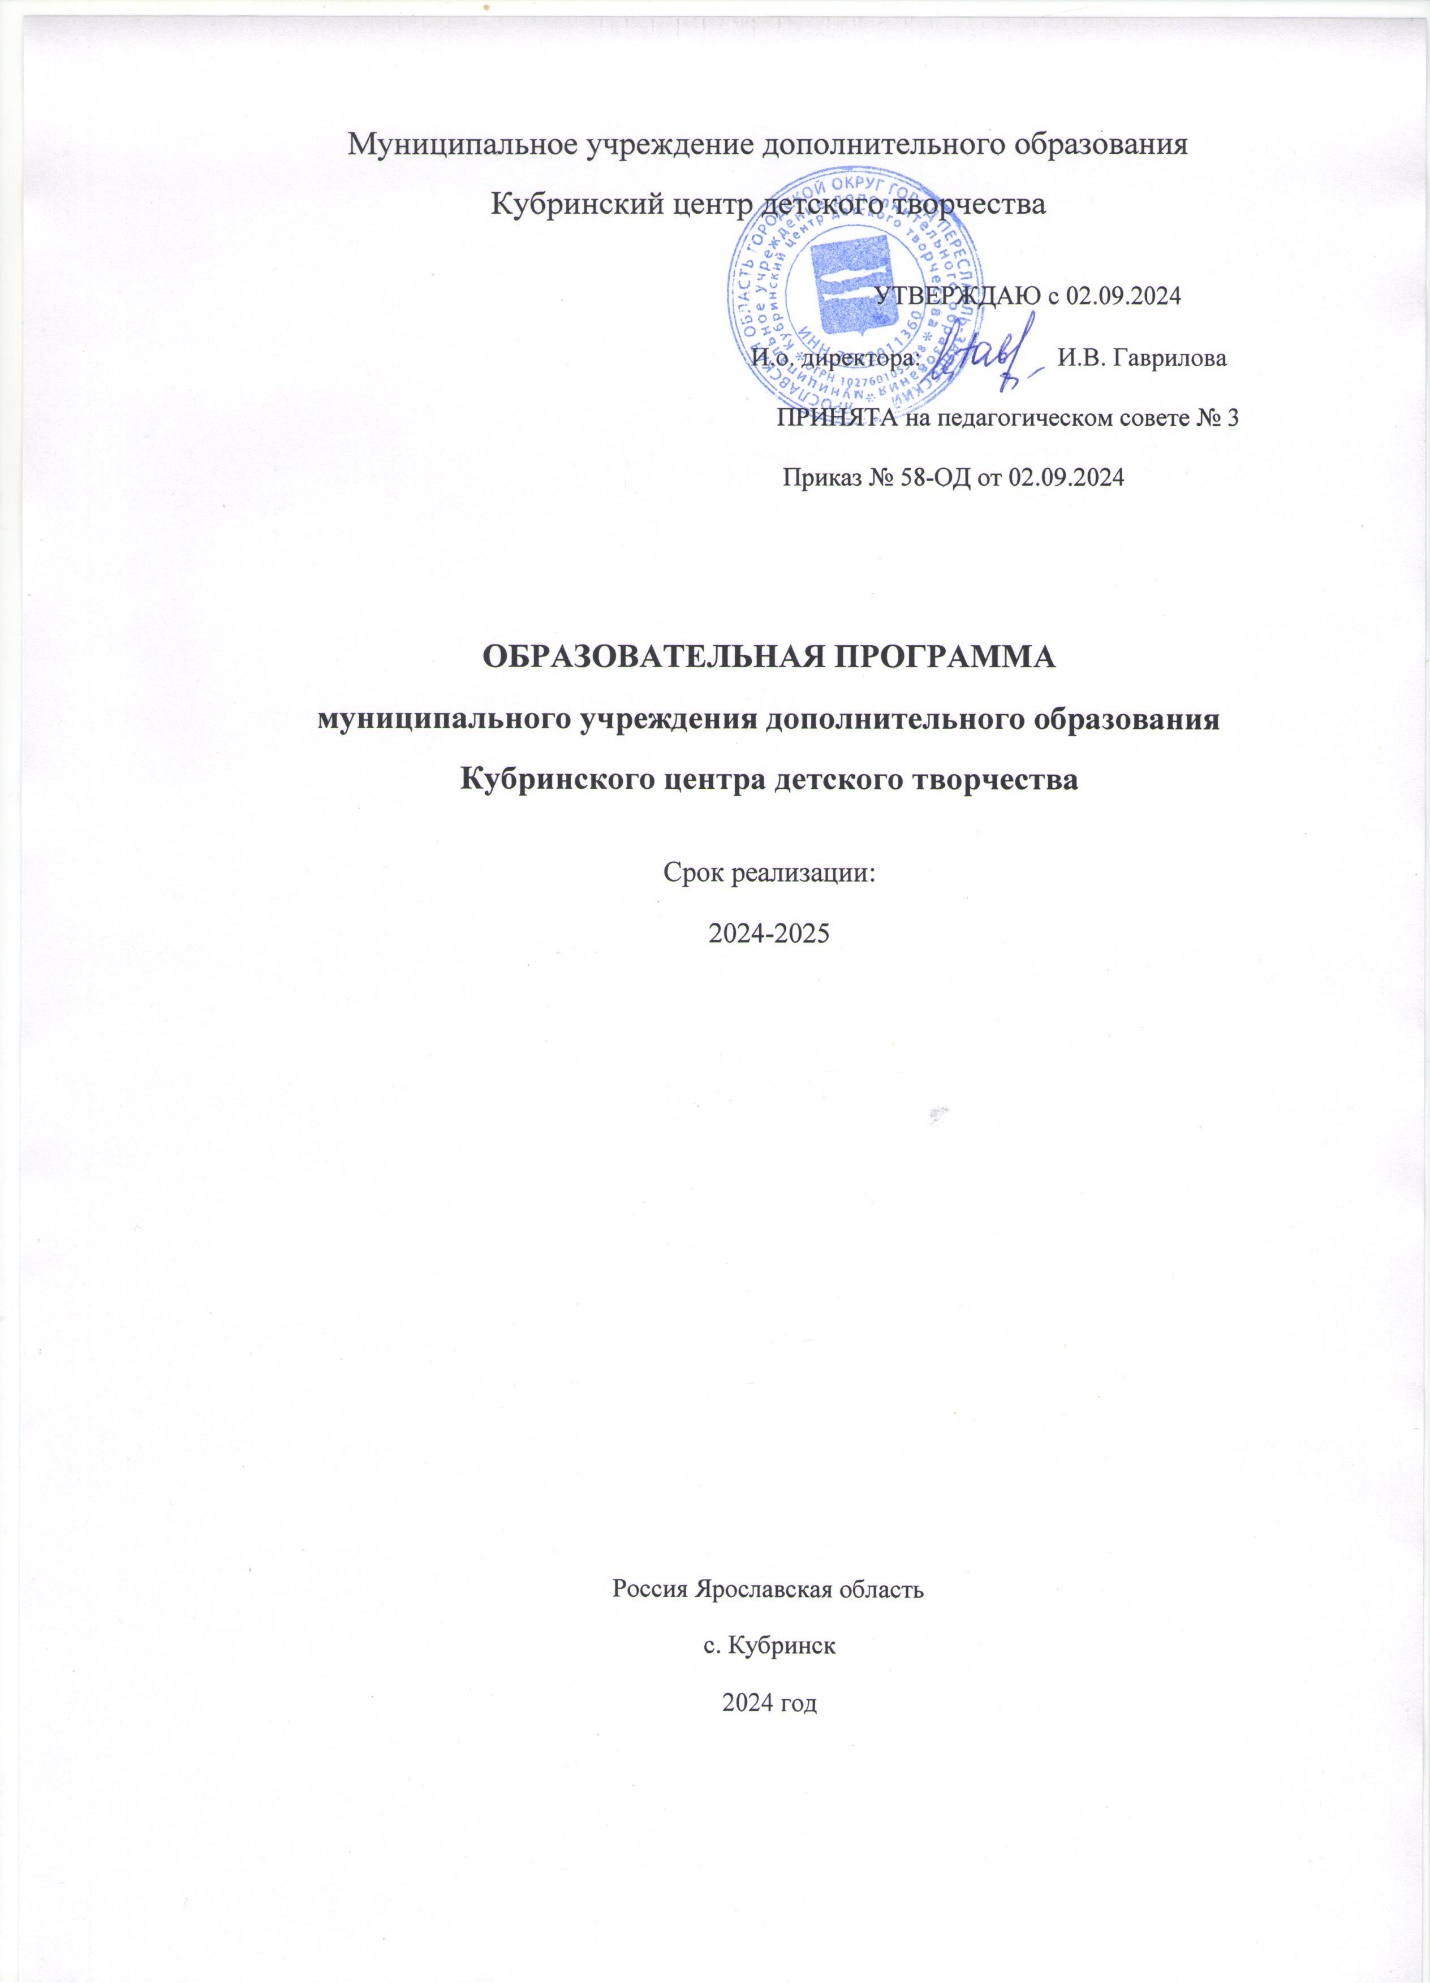 Муниципальное учреждение дополнительного образования
Кубринский центр детского творчества
УТВЕРЖДАЮ с 02.09.2024
И.о. директора: И.В. Гаврилова
ПРИНЯТА на педагогическом совете № 3
Приказ № 58-ОД от 02.09.2024
ОБРАЗОВАТЕЛЬНАЯ ПРОГРАММА
муниципального учреждения дополнительного образования
Кубринского центра детского творчества
Срок реализации:
2024-2025
Россия Ярославская область
с. Кубринск
2024 год